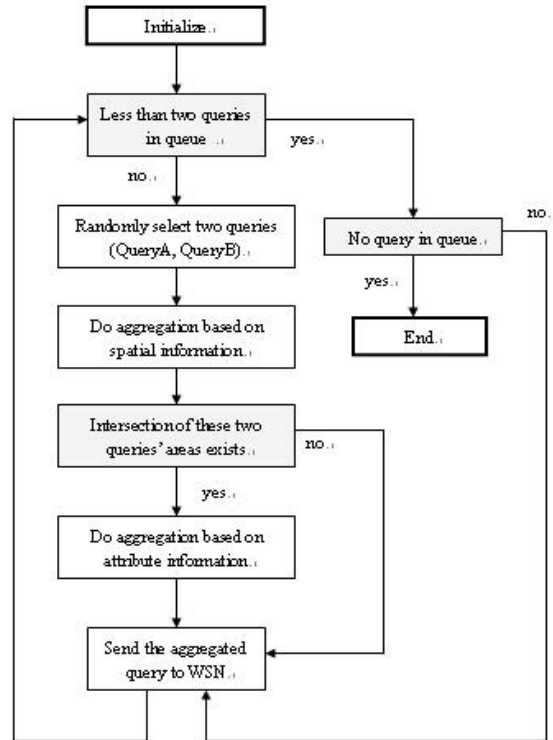 Initialize.
Less than two queries
in queue
yes.
no.
no.
Randomly select two queries
(QueryA, QueryB).
No query in queue.
yes.
Do aggregation based on
spatial information.
End.
Intersection of these two
queries' areas exists.
no.
yes.
Do aggregation based on
attribute information.
Send the aggregated
query to WSN.